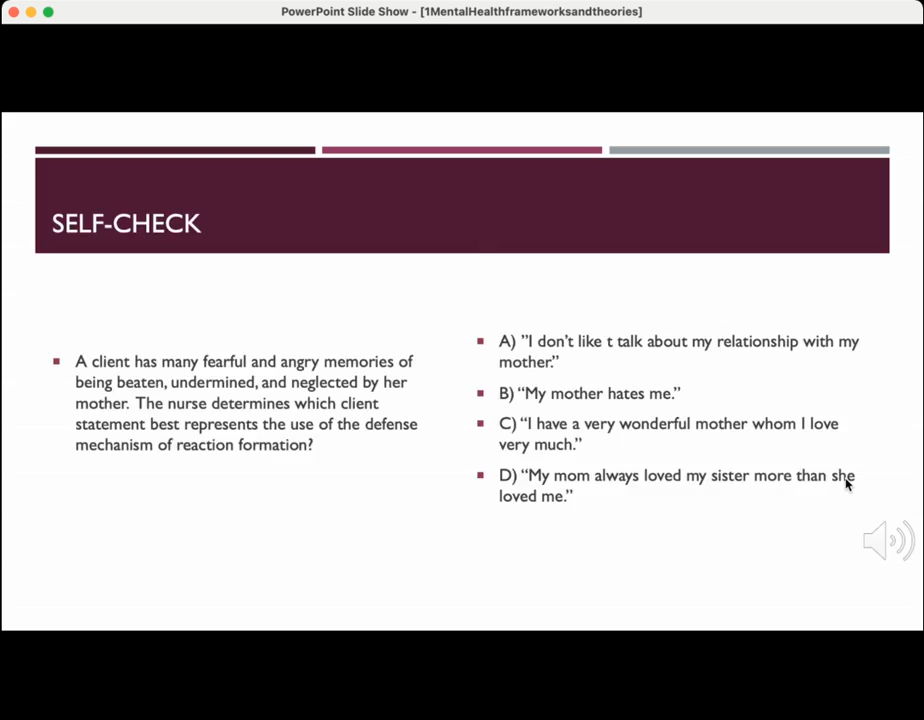 PowerPoint Slide Show - [1MentalHealthframeworksandtheories]
SELF-CHECK
A client has many fearful and angry memories of
being beaten, undermined, and neglected by her
mother. The nurse determines which client
statement best represents the use of the defense
mechanism of reaction formation?
A) ”I don’t like t talk about my relationship with my
mother.”
B) “My mother hates me.”
C) “I have a very wonderful mother whom I love
very much.”
D) “My mom always loved my sister more than she
loved me.”